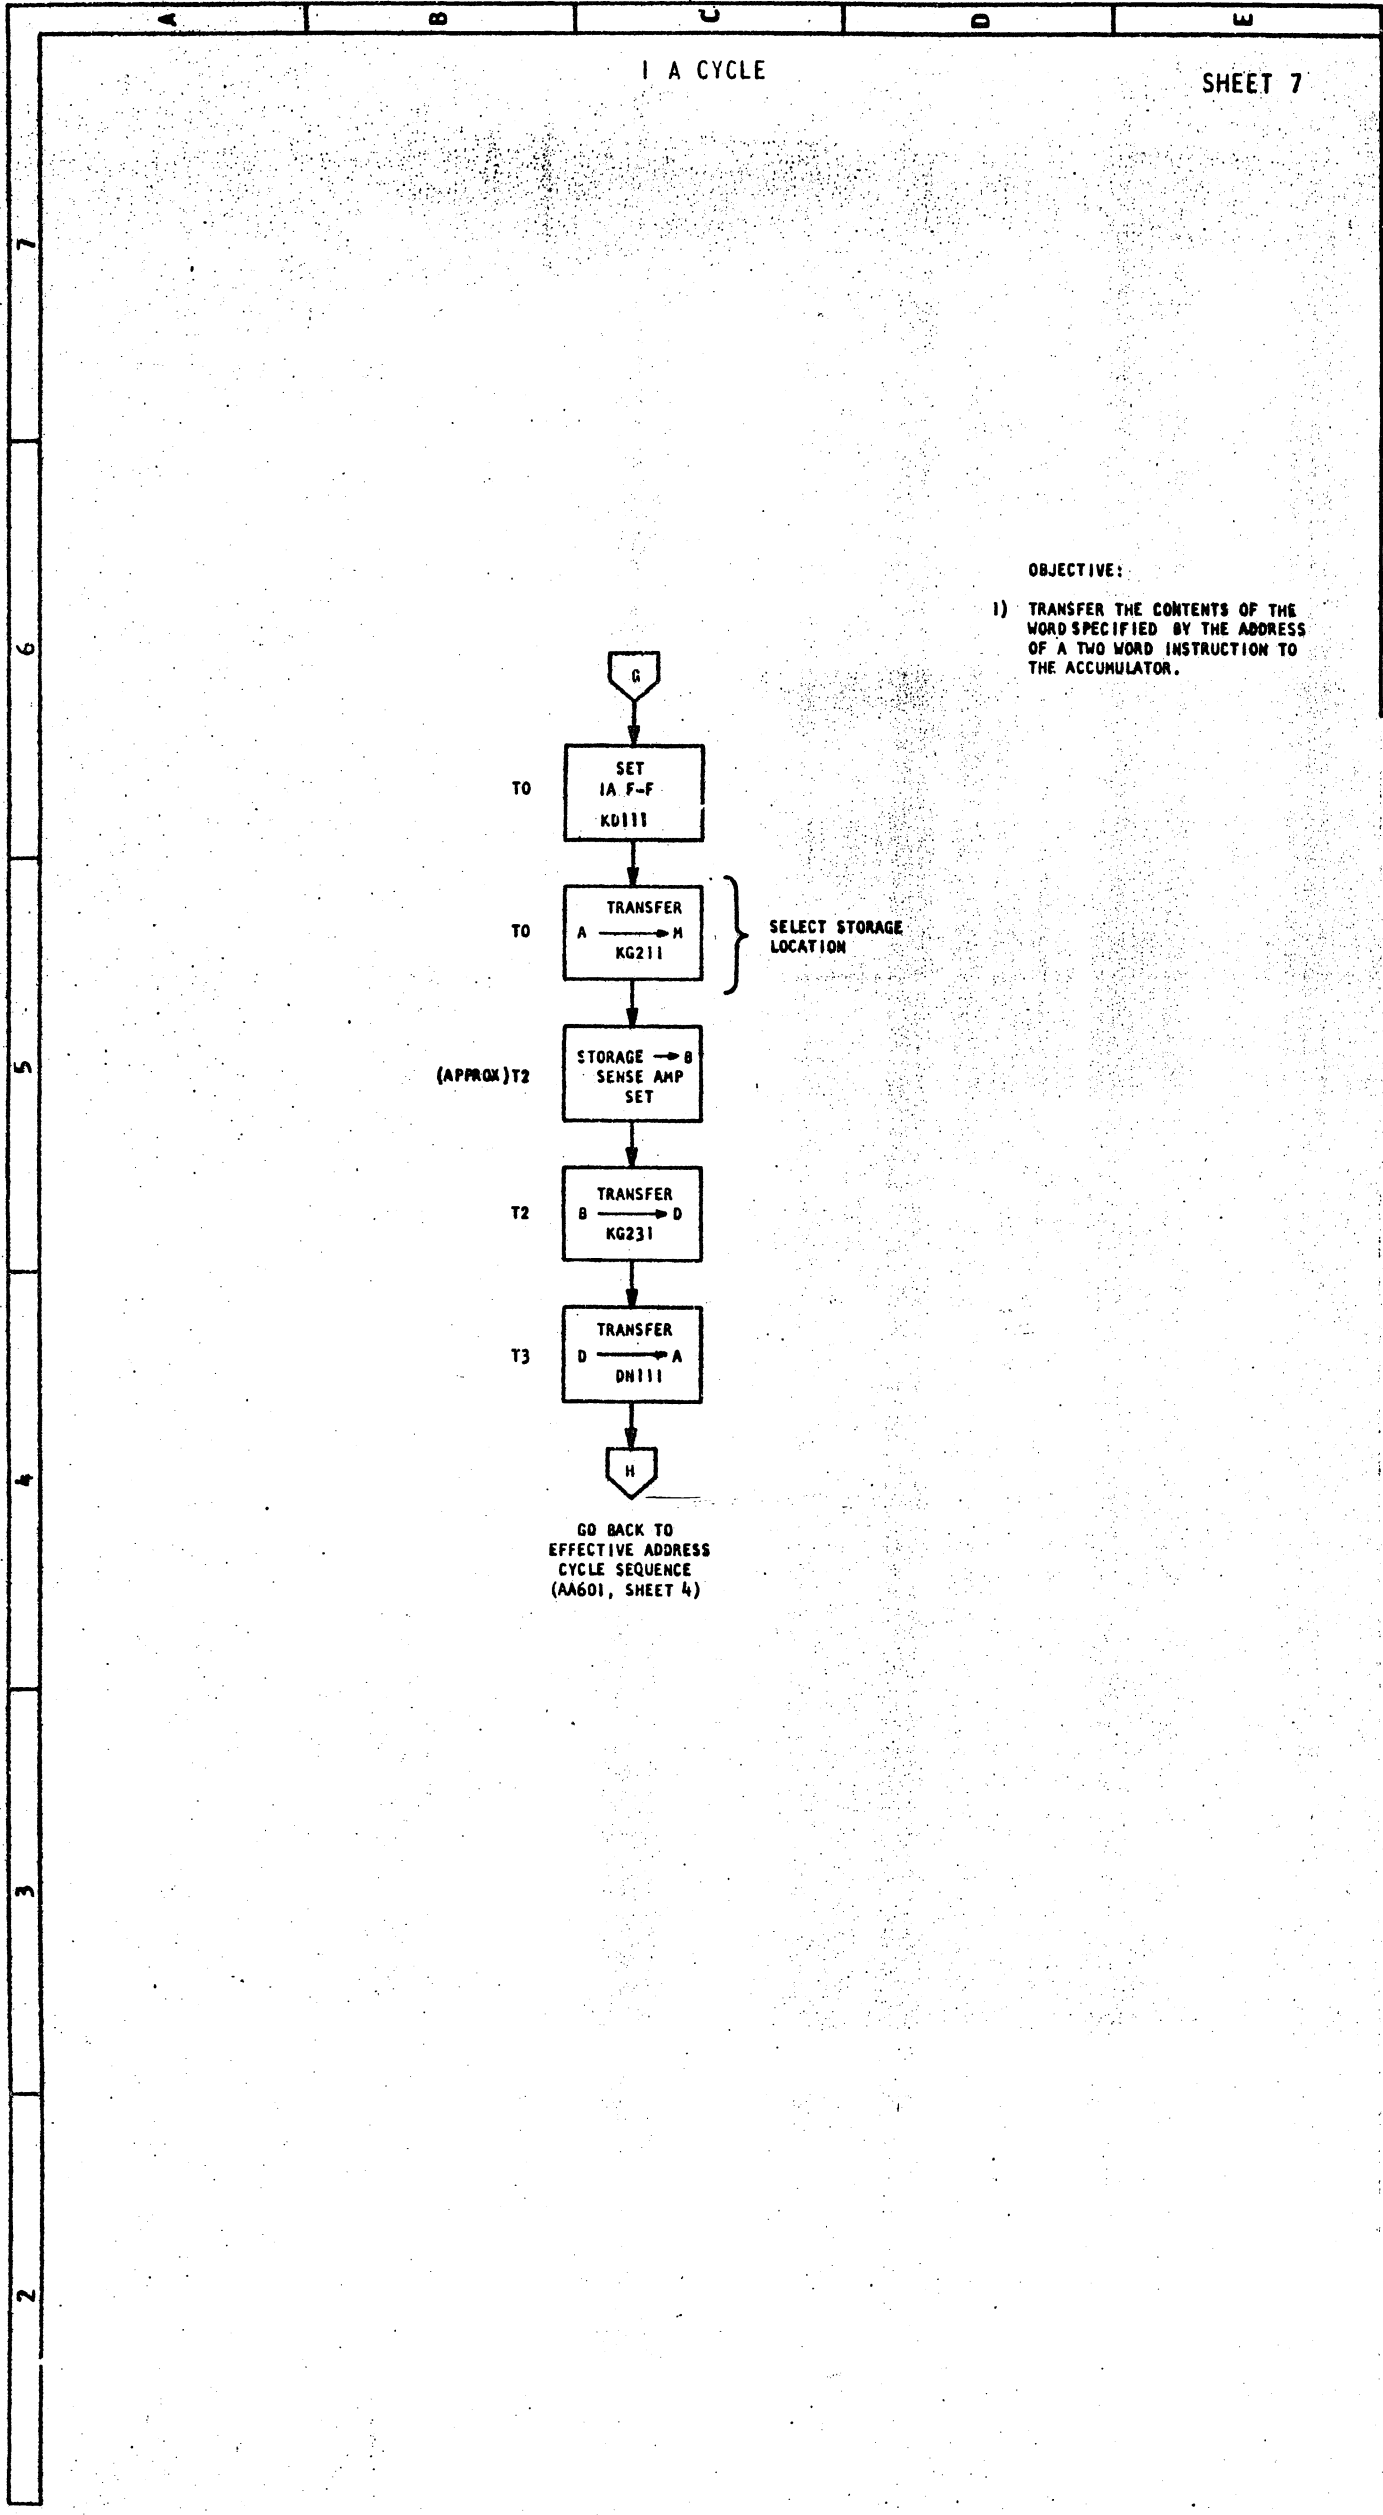 A B C D E
I A CYCLE
SHEET 7
7
OBJECTIVE:
1) TRANSFER THE CONTENTS OF THE
WORD SPECIFIED BY THE ADDRESS
OF A TWO WORD INSTRUCTION TO
THE ACCUMULATOR.
6
G
T0
SET
IA F-F
KD111
T0
TRANSFER
A → M
KG211
SELECT STORAGE
LOCATION
5
(APPROX)T2
STORAGE → B
SENSE AMP
SET
T2
TRANSFER
B → D
KG231
T3
TRANSFER
D → A
DN111
4
H
GO BACK TO
EFFECTIVE ADDRESS
CYCLE SEQUENCE
(AA601, SHEET 4)
3
2